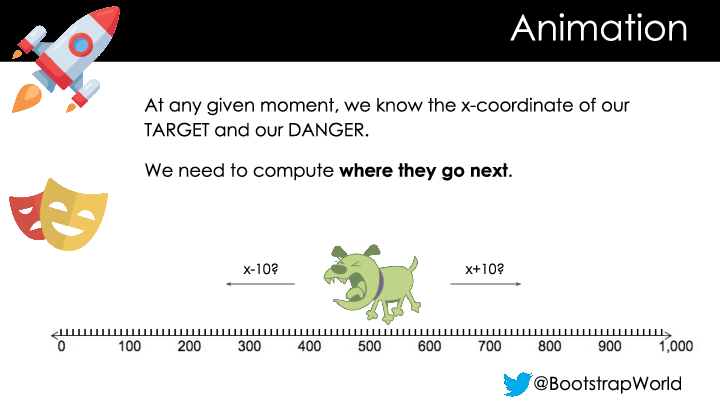 Animation
At any given moment, we know the x-coordinate of our
TARGET and our DANGER.
We need to compute where they go next.
x-10?
x+10?
0 100 200 300 400 500 600 700 800 900 1,000
@BootstrapWorld